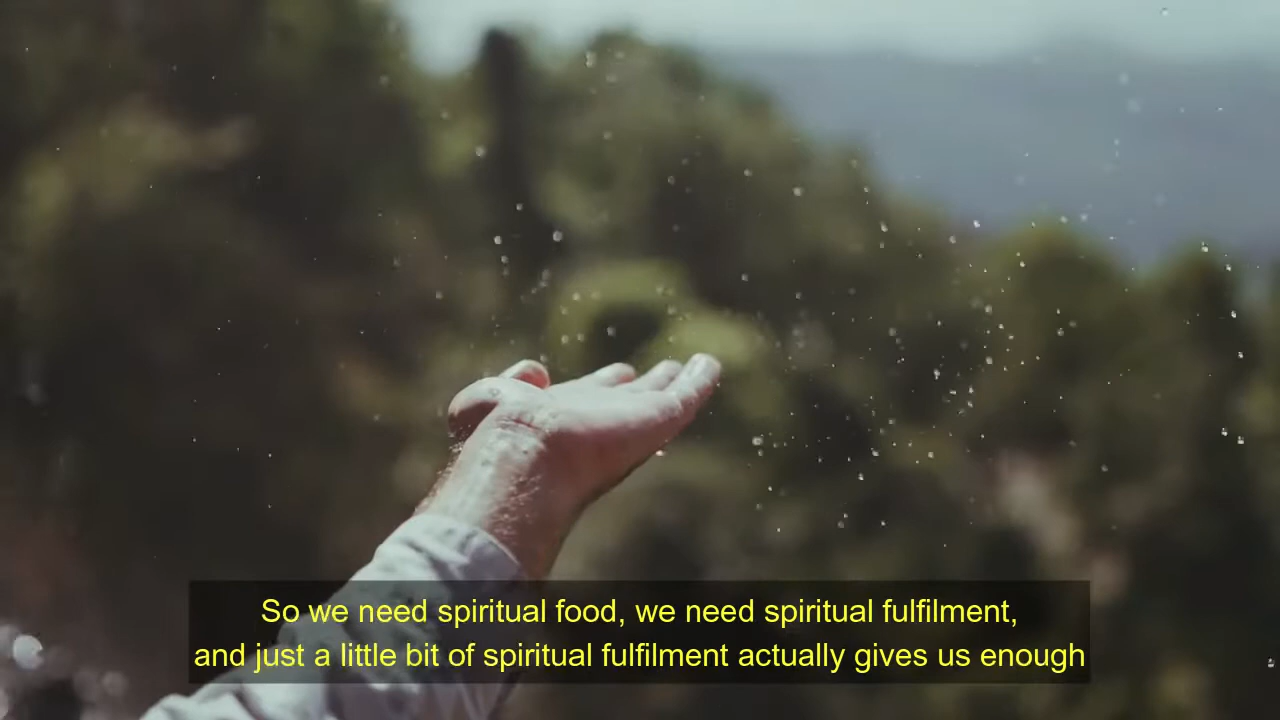 So we need spiritual food, we need spiritual fulfilment,
and just a little bit of spiritual fulfilment actually gives us enough